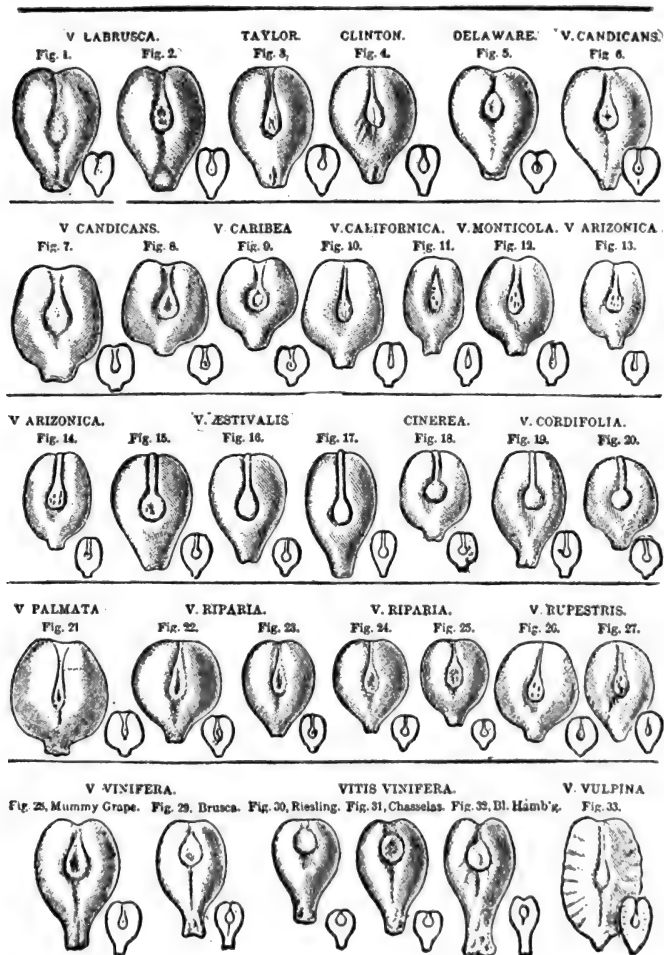 V LABRUSCA. TAYLOR. CLINTON. DELAWARE. V. CANDICANS.
Fig. 1. Fig. 2. Fig. 3, Fig. 4. Fig. 5. Fig 6.
V CANDICANS. V. CARIBEA V. CALIFORNICA. V. MONTICOLA. V ARIZONICA.
Fig. 7. Fig. 8. Fig. 9. Fig. 10. Fig. 11. Fig. 12. Fig. 13.
V ARIZONICA. V. ÆSTIVALIS CINEREA. V. CORDIFOLIA.
Fig. 14. Fig. 15. Fig. 16. Fig. 17. Fig. 18. Fig. 19. Fig. 20.
V PALMATA V. RIPARIA. V. RIPARIA. V. RUPESTRIS.
Fig. 21 Fig. 22. Fig. 23. Fig. 24. Fig. 25. Fig. 26. Fig. 27.
V VINIFERA. VITIS VINIFERA. V. VULPINA
Fig. 28, Mummy Grape. Fig. 29. Brusca. Fig. 30, Riesling. Fig. 31, Chasselas. Fig. 32, Bl. Hamb'g. Fig. 33.